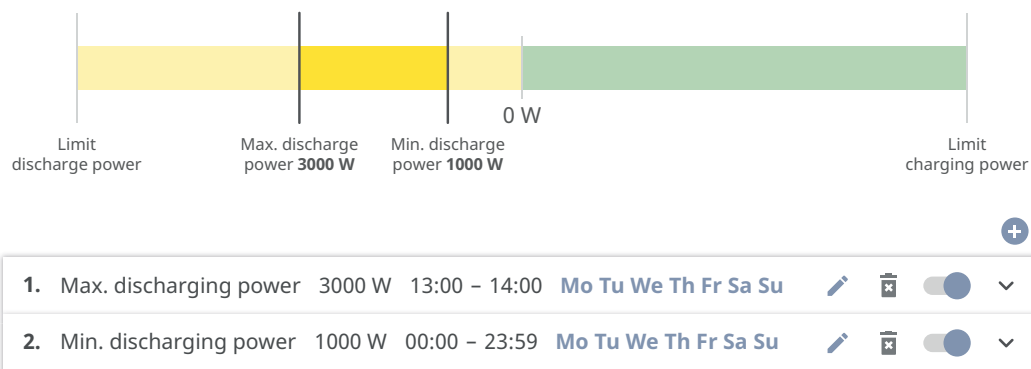 0 W
Limit
discharge power
Max. discharge
power 3000 W
Min. discharge
power 1000 W
Limit
charging power
1. Max. discharging power 3000 W 13:00 – 14:00 Mo Tu We Th Fr Sa Su
2. Min. discharging power 1000 W 00:00 – 23:59 Mo Tu We Th Fr Sa Su